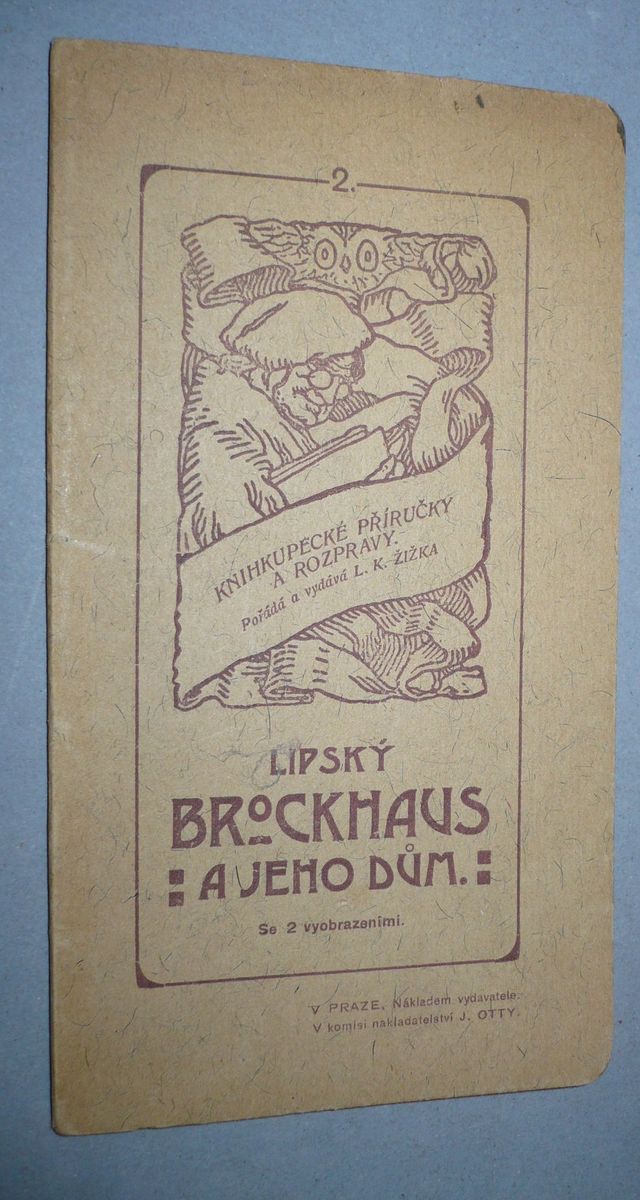 2.
KNIHKUPECKÉ PŘÍRUČKY
A ROZPRAVY.
Pořádá a vydává L. K. ŽIŽKA
LIPSKÝ
BROCKHAUS
A JEHO DŮM.
Se 2 vyobrazeními.
V PRAZE. Nákladem vydavatele.
V komisi nakladatelství J. OTTY.